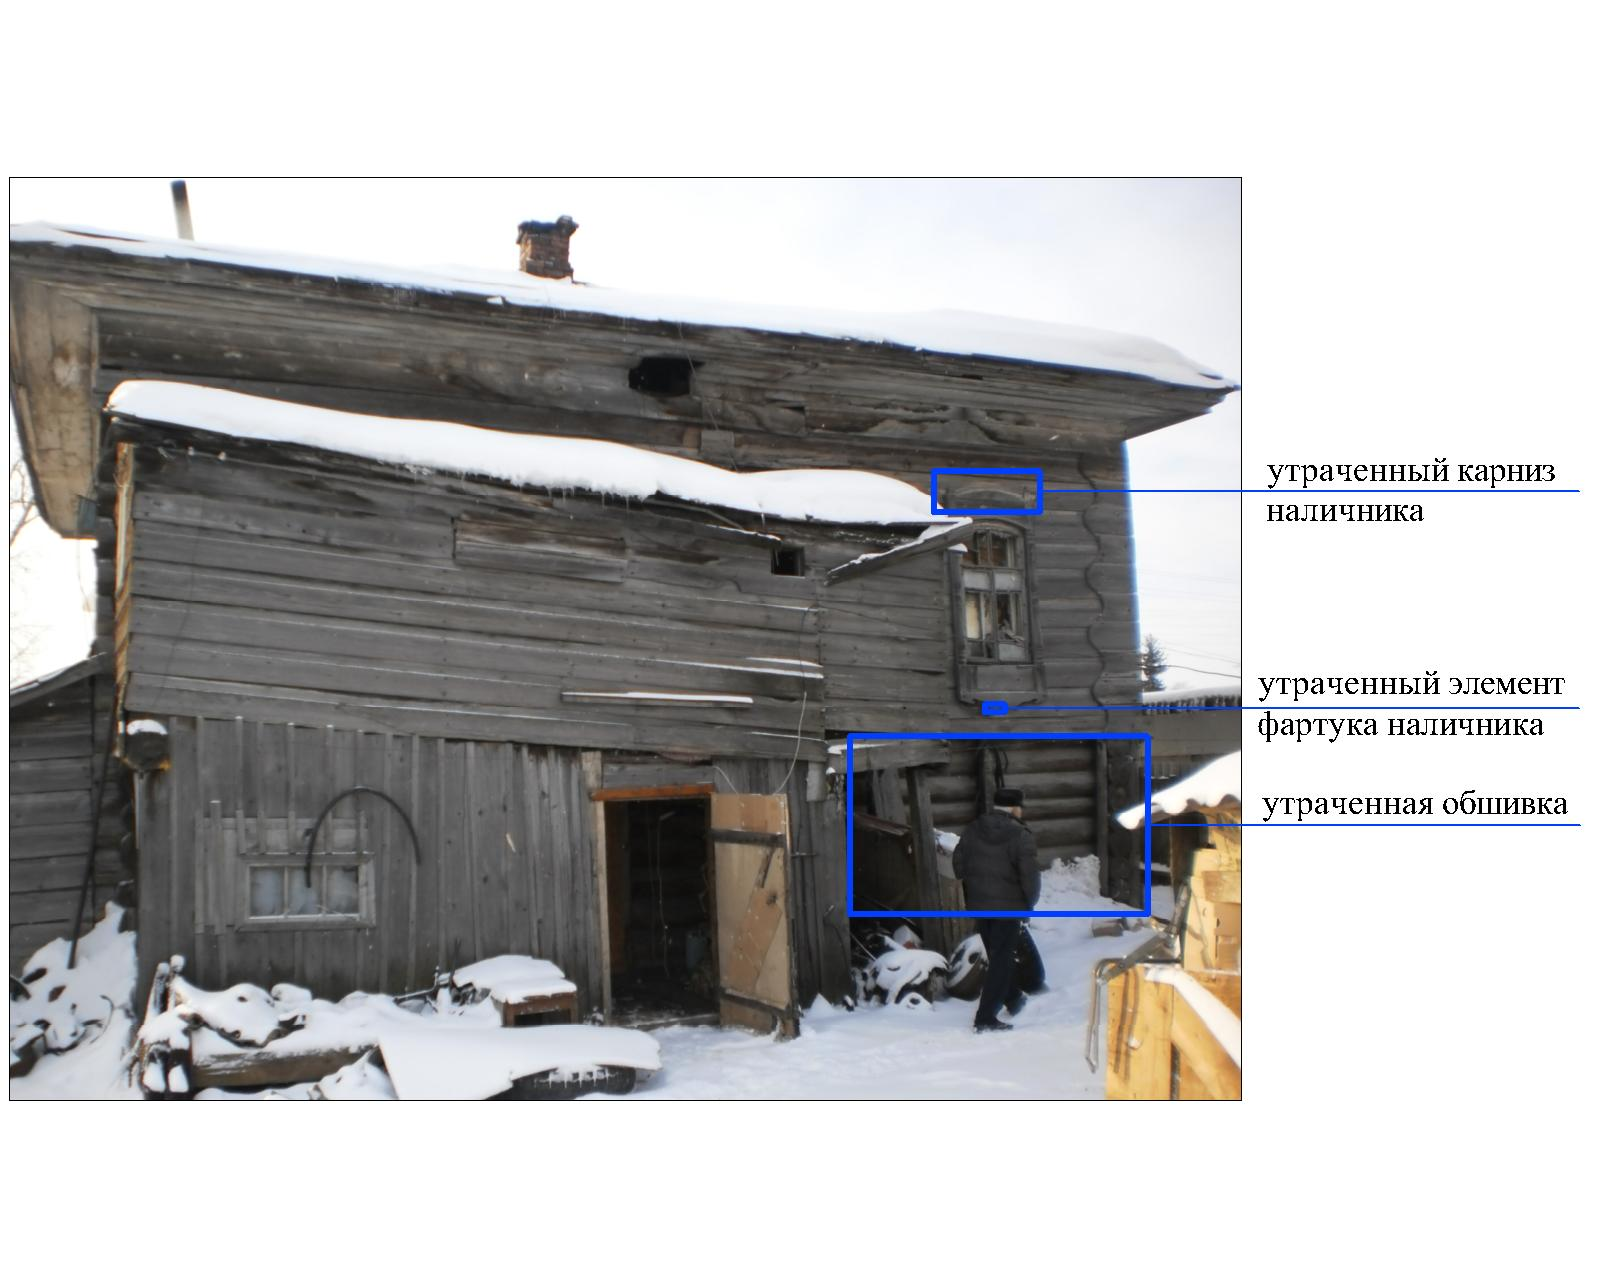 утраченный карниз
наличника
утраченный элемент
фартука наличника
утраченная обшивка